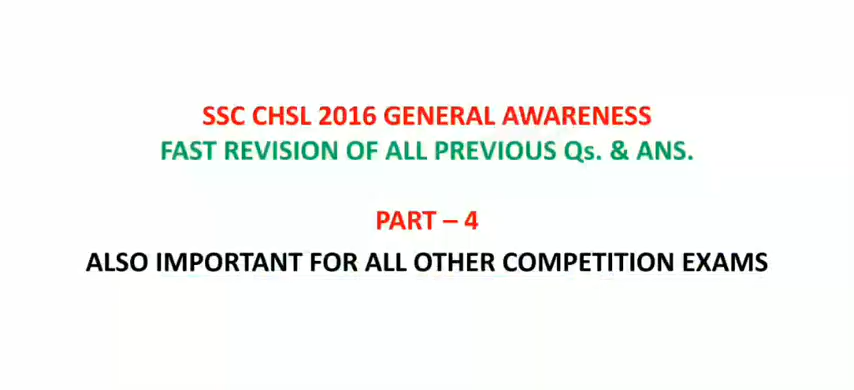 SSC CHSL 2016 GENERAL AWARENESS
FAST REVISION OF ALL PREVIOUS Qs. & ANS.
PART – 4
ALSO IMPORTANT FOR ALL OTHER COMPETITION EXAMS